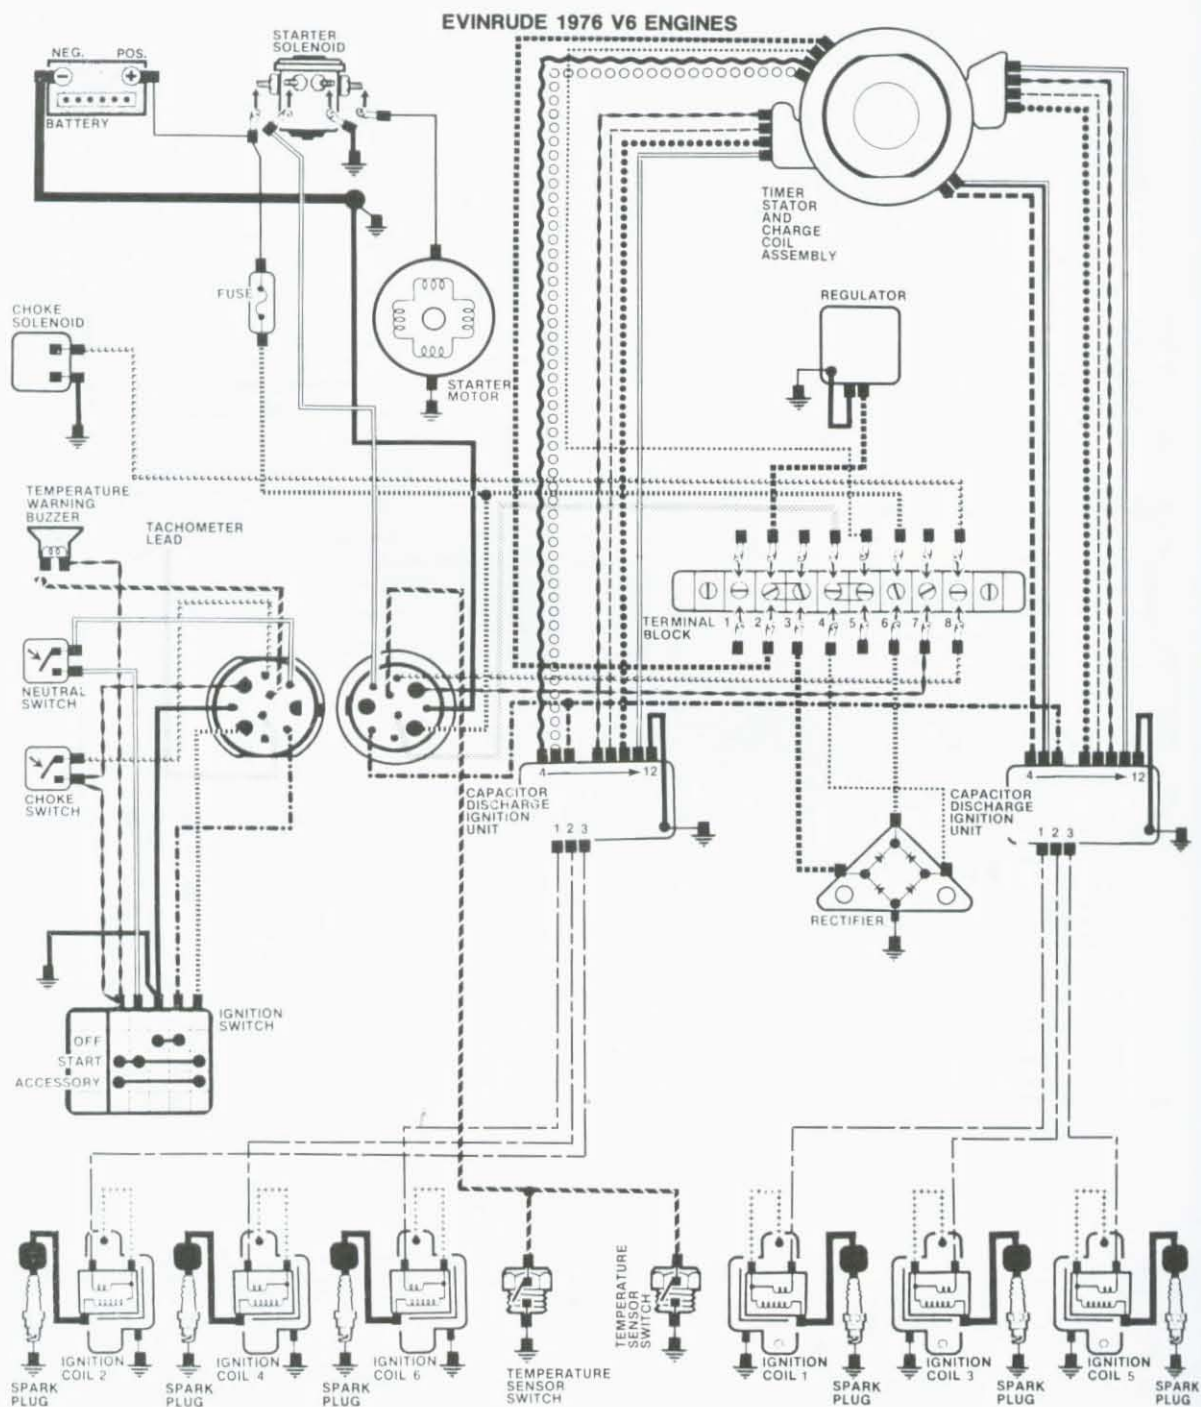 EVINRUDE 1976 V6 ENGINES
STARTER
SOLENOID
NEG. POS.
BATTERY
TIMER
STATOR
AND
CHARGE
COIL
ASSEMBLY
FUSE
REGULATOR
CHOKE
SOLENOID
STARTER
MOTOR
TEMPERATURE
WARNING
BUZZER
TACHOMETER
LEAD
TERMINAL
BLOCK
1 2 3 4 5 6 7 8
NEUTRAL
SWITCH
CHOKE
SWITCH
4 12
CAPACITOR
DISCHARGE
IGNITION
UNIT
1 2 3
4 12
CAPACITOR
DISCHARGE
IGNITION
UNIT
1 2 3
RECTIFIER
IGNITION
SWITCH
OFF
START
ACCESSORY
TEMPERATURE
SENSOR
SWITCH
IGNITION
COIL 2
SPARK
PLUG
IGNITION
COIL 4
SPARK
PLUG
IGNITION
COIL 6
SPARK
PLUG
TEMPERATURE
SENSOR
SWITCH
IGNITION
COIL 1
SPARK
PLUG
IGNITION
COIL 3
SPARK
PLUG
IGNITION
COIL 5
SPARK
PLUG